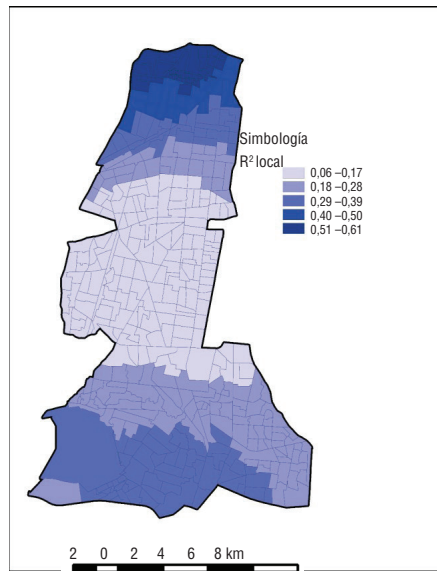 Simbología
R² local
0,06 –0,17
0,18 –0,28
0,29 –0,39
0,40 –0,50
0,51 –0,61
2 0 2 4 6 8 km